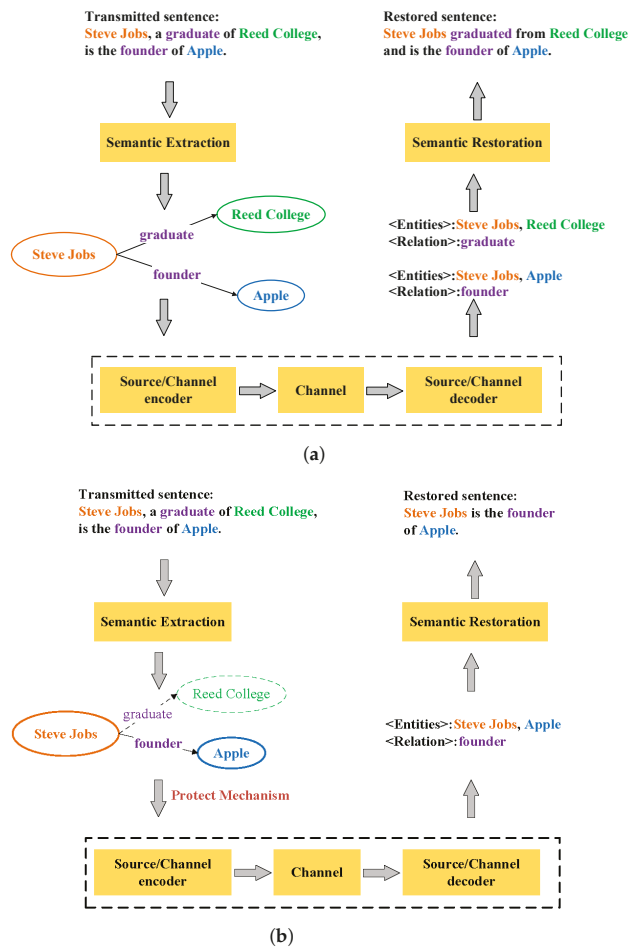 Transmitted sentence:
Steve Jobs, a graduate of Reed College,
is the founder of Apple.
Semantic Extraction
graduate
Reed College
Steve Jobs
founder
Apple
Source/Channel
encoder
Channel
Source/Channel
decoder
<Entities>:Steve Jobs, Reed College
<Relation>:graduate
<Entities>:Steve Jobs, Apple
<Relation>:founder
Semantic Restoration
Restored sentence:
Steve Jobs graduated from Reed College
and is the founder of Apple.
(a)
Transmitted sentence:
Steve Jobs, a graduate of Reed College,
is the founder of Apple.
Semantic Extraction
Reed College
graduate
Steve Jobs
founder
Apple
Protect Mechanism
Source/Channel
encoder
Channel
Source/Channel
decoder
<Entities>:Steve Jobs, Apple
<Relation>:founder
Semantic Restoration
Restored sentence:
Steve Jobs is the founder
of Apple.
(b)